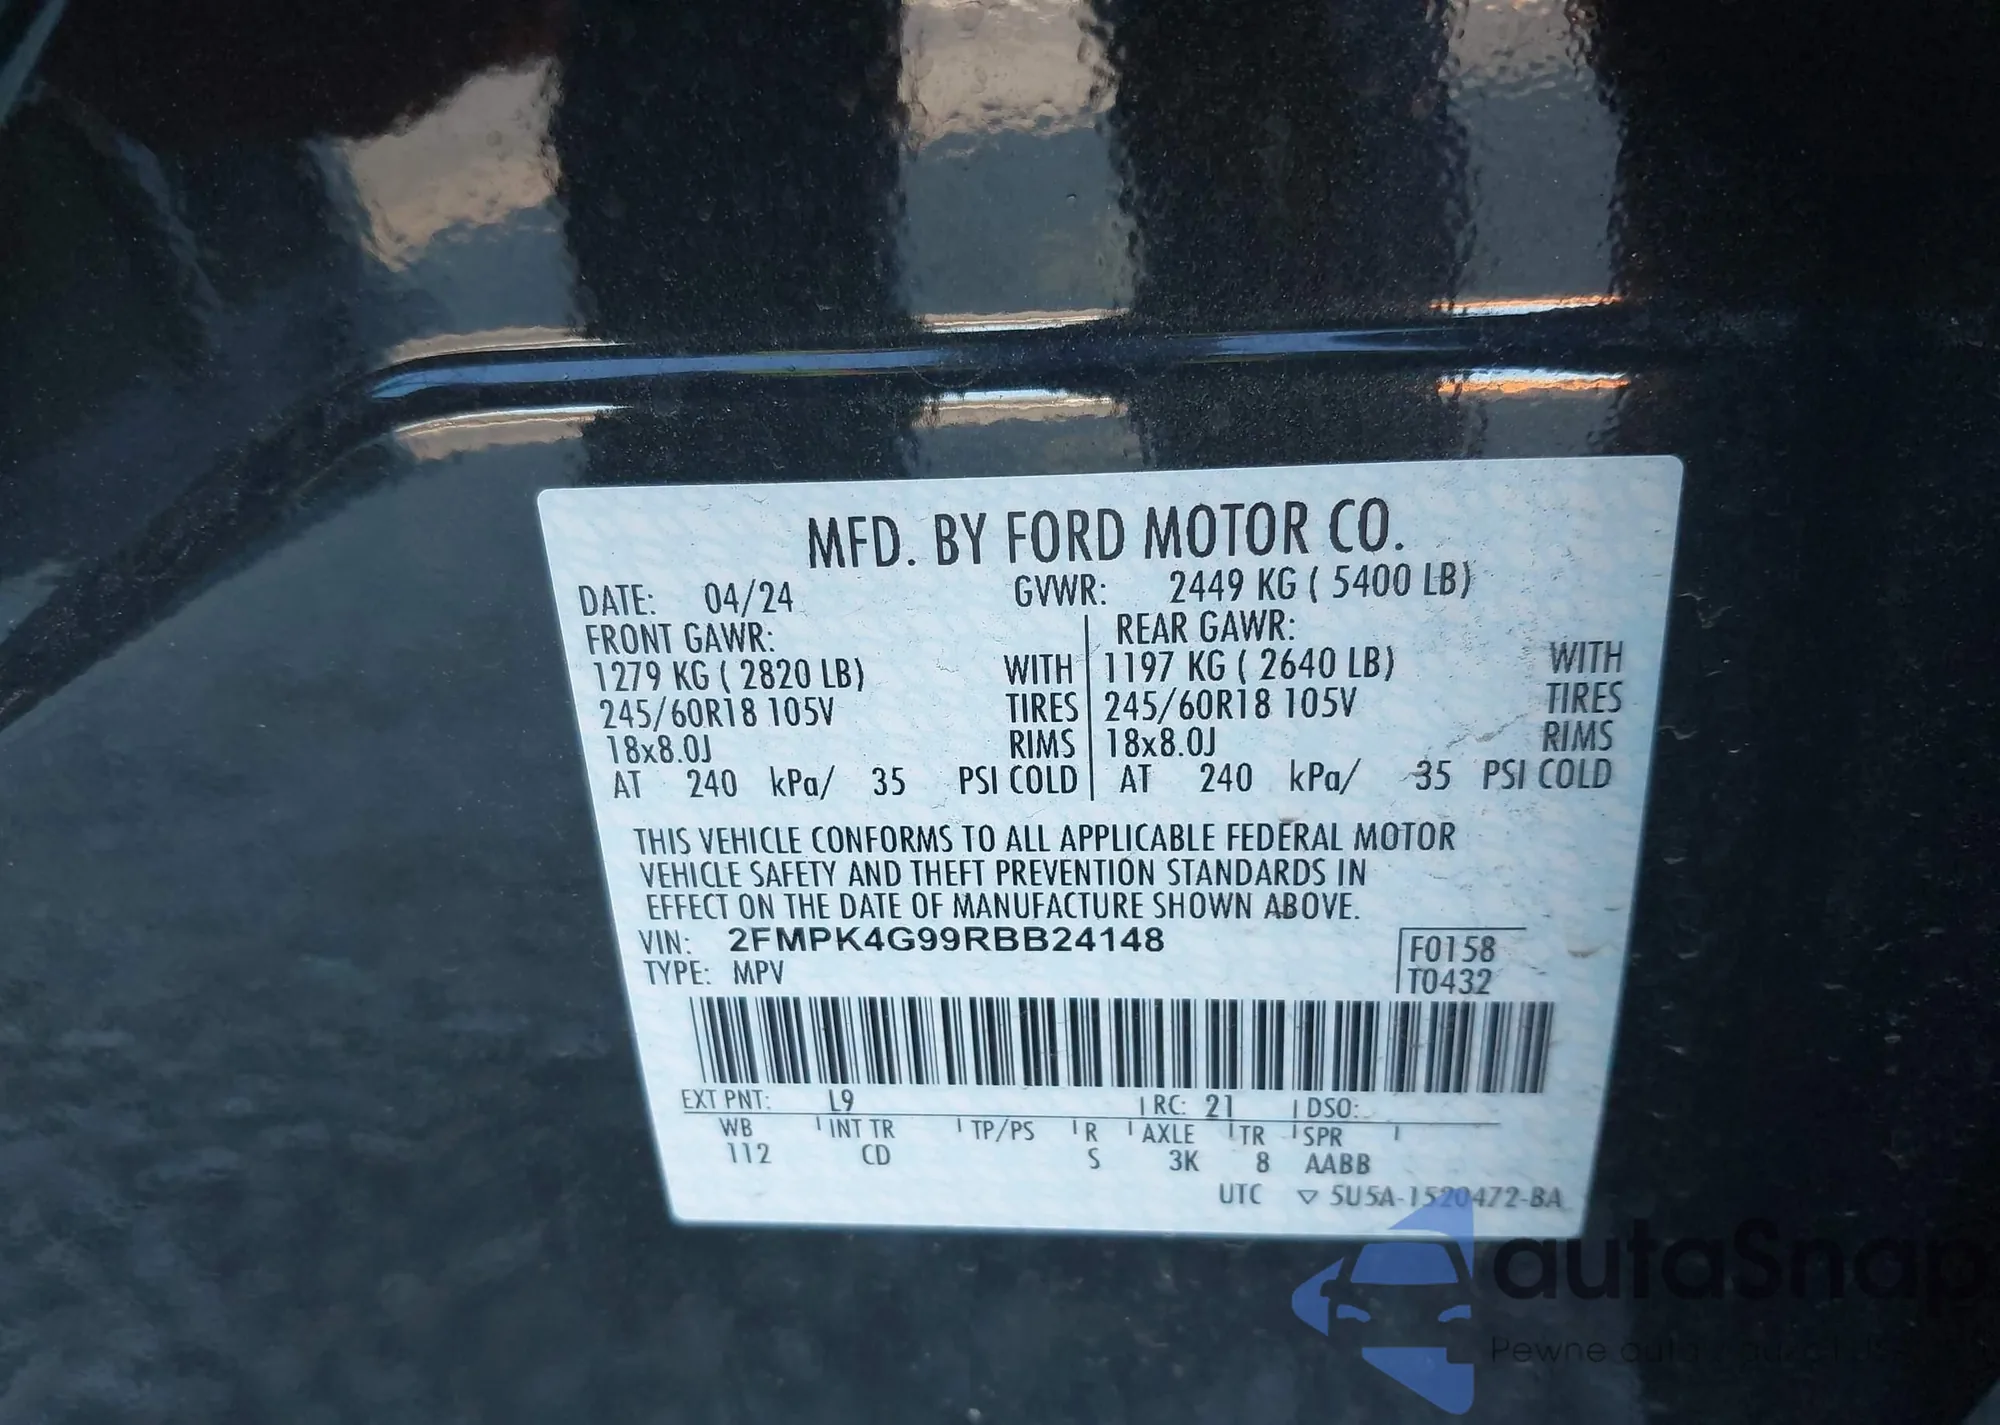 MFD. BY FORD MOTOR CO.
DATE: 04/24 GVWR: 2449 KG ( 5400 LB)
FRONT GAWR: REAR GAWR:
1279 KG ( 2820 LB) WITH 1197 KG ( 2640 LB) WITH
245/60R18 105V TIRES 245/60R18 105V TIRES
18x8.0J RIMS 18x8.0J RIMS
AT 240 kPa/ 35 PSI COLD AT 240 kPa/ 35 PSI COLD
THIS VEHICLE CONFORMS TO ALL APPLICABLE FEDERAL MOTOR
VEHICLE SAFETY AND THEFT PREVENTION STANDARDS IN
EFFECT ON THE DATE OF MANUFACTURE SHOWN ABOVE.
VIN: 2FMPK4G99RBB24148 F0158
TYPE: MPV T0432
EXT PNT: L9 RC: 21 DSO:
WB INT TR TP/PS R AXLE TR SPR
112 CD S 3K 8 AABB
UTC ▽ 5U5A-1520472-BA
autaSnap
Pewne auta